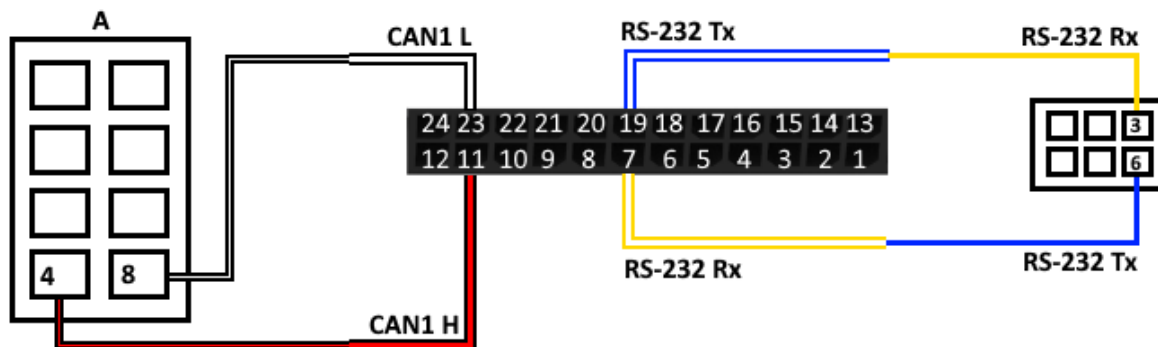 A
CAN1 L
RS-232 Tx
RS-232 Rx
24 23 22 21 20 19 18 17 16 15 14 13
12 11 10 9 8 7 6 5 4 3 2 1
3
6
4
8
RS-232 Rx
RS-232 Tx
CAN1 H